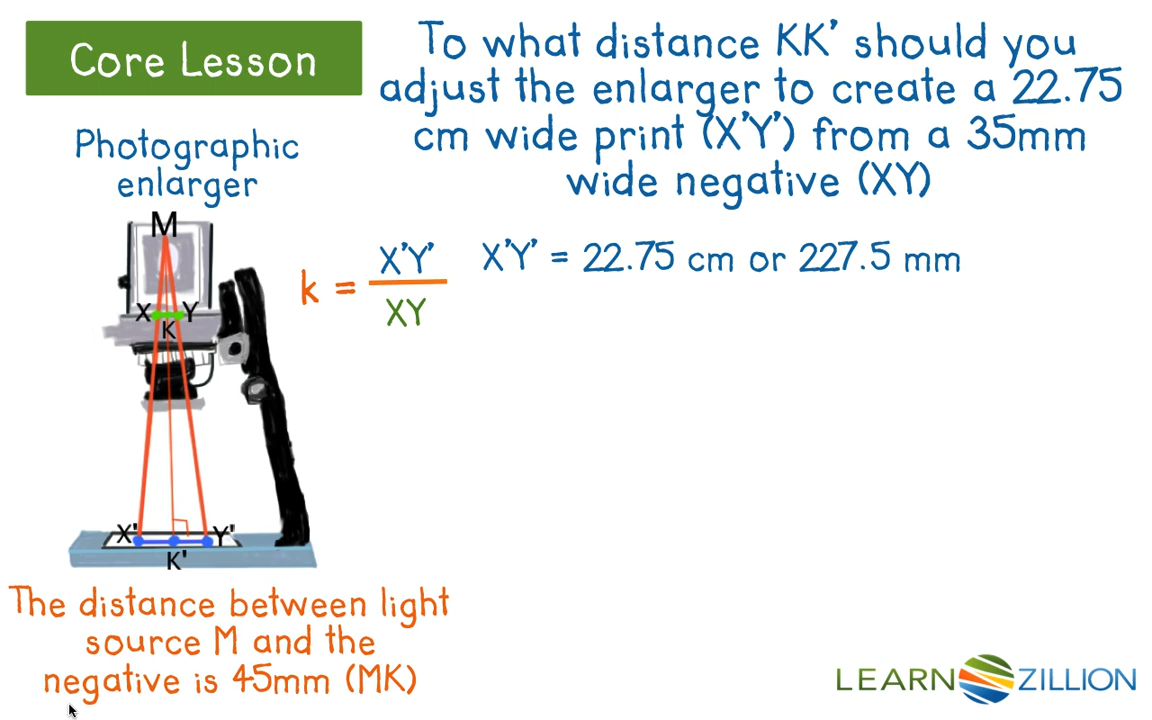 Core Lesson
To what distance KK' should you
adjust the enlarger to create a 22.75
cm wide print (X'Y') from a 35mm
wide negative (XY)
Photographic
enlarger
M
X Y
K
X' Y'
K'
k = X'Y'
XY
X'Y' = 22.75 cm or 227.5 mm
The distance between light
source M and the
negative is 45mm (MK)
LEARN ZILLION